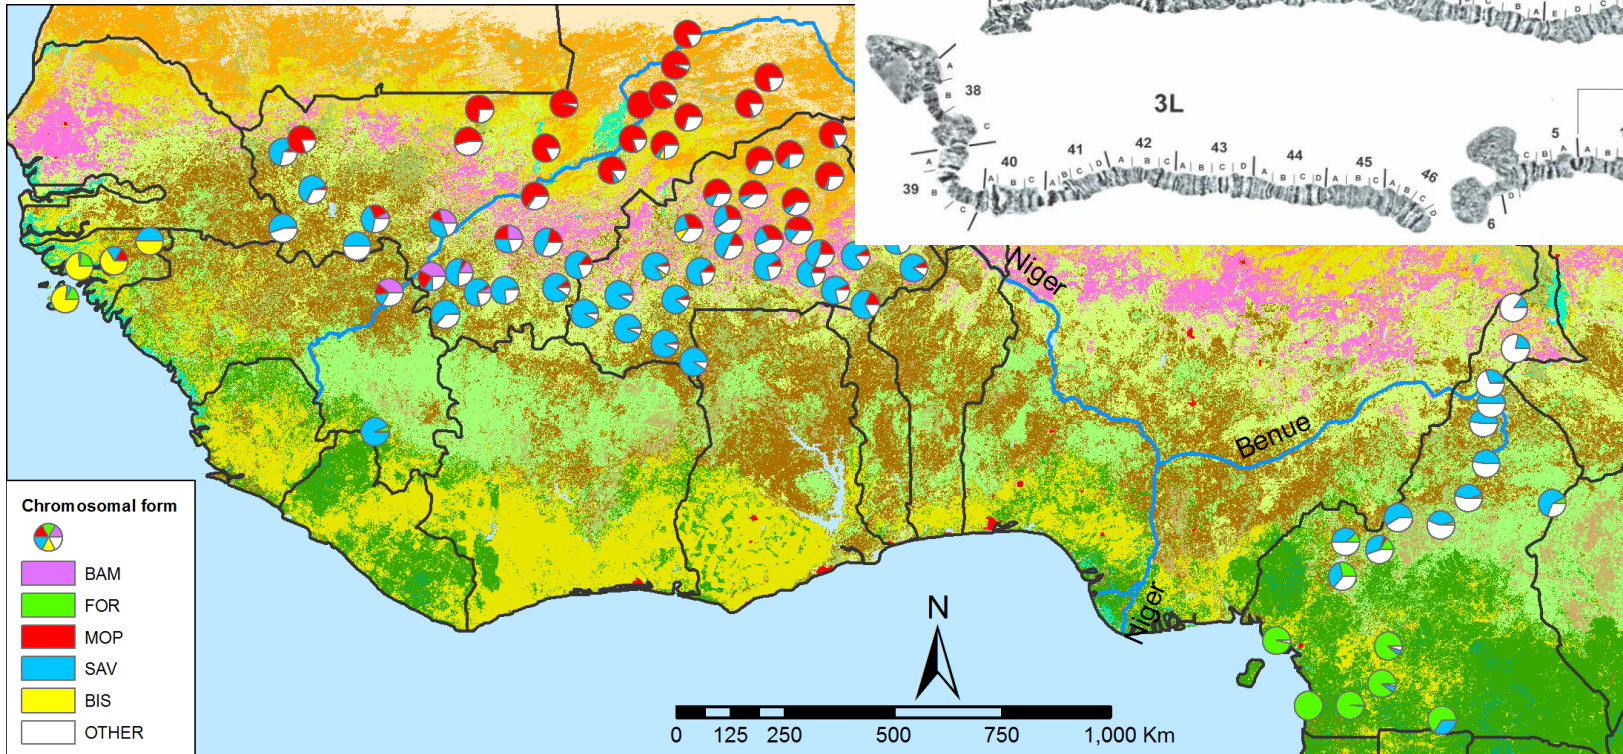 C B A E D C
A
B
38
C
3L
A
39
B
C
40
A B C
41
A B C D
42
A B C
43
A B C D
44
A B C D
45
A B C
46
A B C D
5
C B A
A B
D
6
Niger
Benue
Niger
Chromosomal form
BAM
FOR
MOP
SAV
BIS
OTHER
N
0 125 250 500 750 1,000 Km